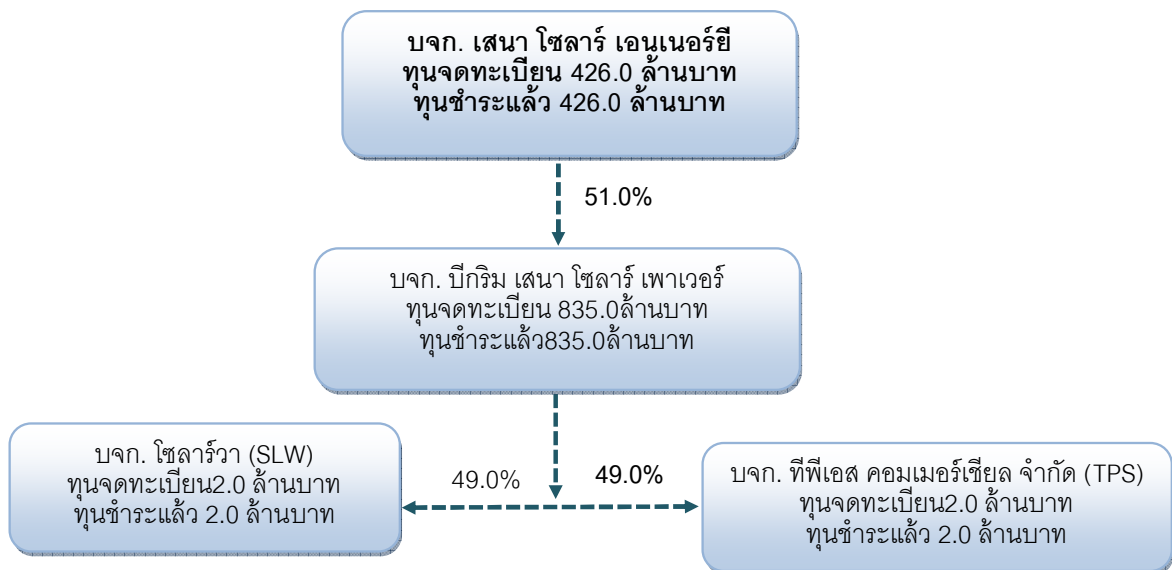 บจก. เสนา โซลาร์ เอนเนอร์ยี
ทุนจดทะเบียน 426.0 ล้านบาท
ทุนชำระแล้ว 426.0 ล้านบาท
51.0%
บจก. บีกริม เสนา โซลาร์ เพาเวอร์
ทุนจดทะเบียน 835.0ล้านบาท
ทุนชำระแล้ว835.0ล้านบาท
บจก. โซลาร์วา (SLW)
ทุนจดทะเบียน2.0 ล้านบาท
ทุนชำระแล้ว 2.0 ล้านบาท
49.0%
49.0%
บจก. ทีพีเอส คอมเมอร์เชียล จำกัด (TPS)
ทุนจดทะเบียน2.0 ล้านบาท
ทุนชำระแล้ว 2.0 ล้านบาท